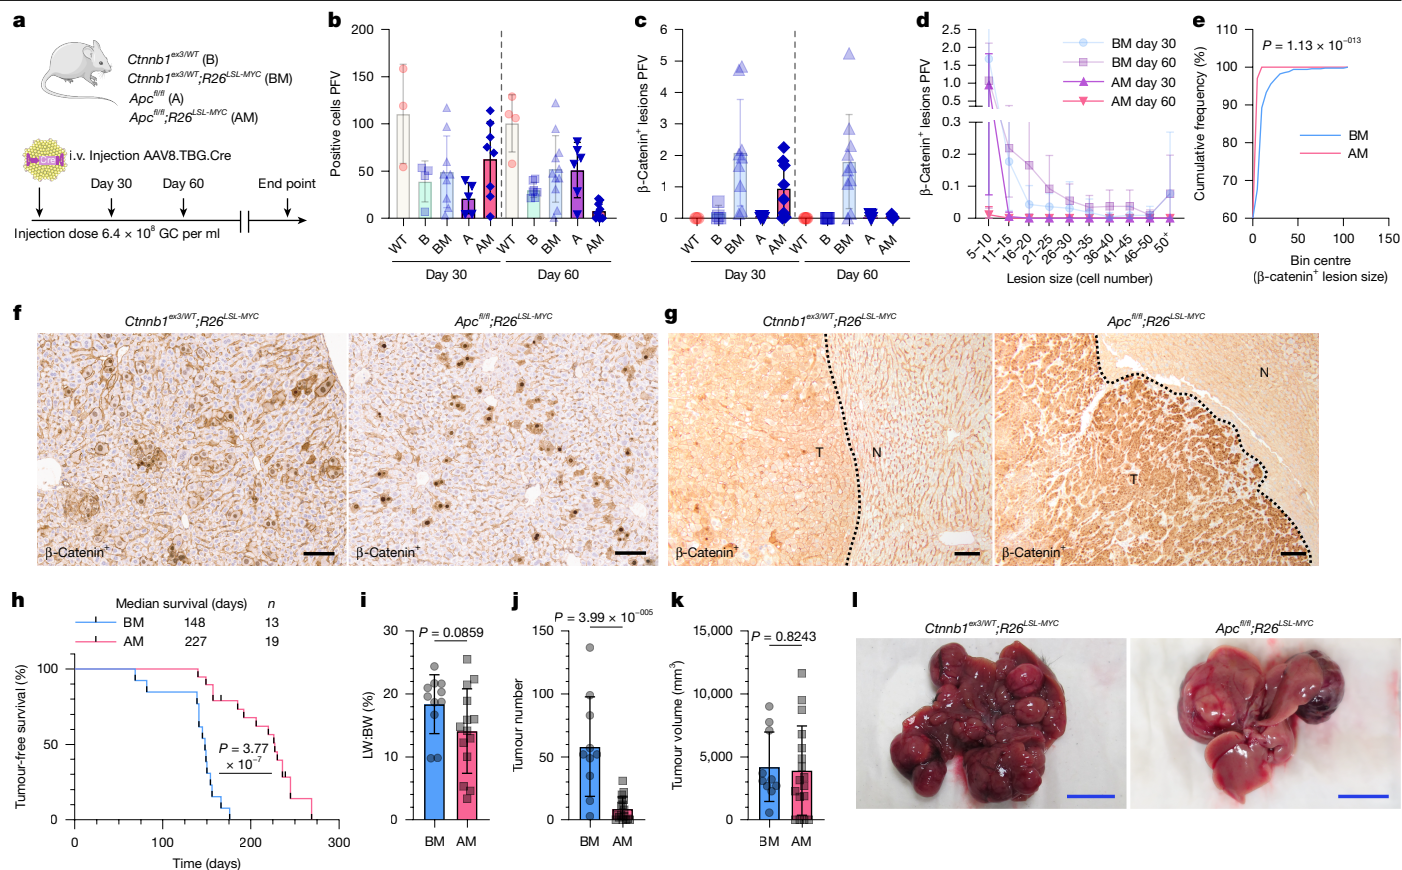 a
Ctnnb1ex3/WT (B)
Ctnnb1ex3/WT;R26LSL-MYC (BM)
Apcfl/fl (A)
Apcfl/fl;R26LSL-MYC (AM)
Cre
i.v. Injection AAV8.TBG.Cre
Day 30 Day 60 End point
Injection dose 6.4 × 10⁸ GC per ml
b
Positive cells PFV
200
150
100
50
0
WT B BM A AM WT B BM A AM
Day 30 Day 60
c
β-Catenin⁺ lesions PFV
6
5
4
3
2
1
0
WT B BM A AM WT B BM A AM
Day 30 Day 60
d
β-Catenin⁺ lesions PFV
2.5
2.0
1.5
1.0
0.5
0.3
0.2
0.1
0
BM day 30
BM day 60
AM day 30
AM day 60
5–10 11–15 16–20 21–25 26–30 31–35 36–40 41–45 46–50 50⁺
Lesion size (cell number)
e
P = 1.13 × 10⁻⁰¹³
Cumulative frequency (%)
110
100
90
80
70
60
BM
AM
0 50 100 150
Bin centre
(β-catenin⁺ lesion size)
f
Ctnnb1ex3/WT;R26LSL-MYC Apcfl/fl;R26LSL-MYC
β-Catenin⁺ β-Catenin⁺
g
Ctnnb1ex3/WT;R26LSL-MYC Apcfl/fl;R26LSL-MYC
T N
N
T
β-Catenin⁺ β-Catenin⁺
h
Median survival (days) n
BM 148 13
AM 227 19
Tumour-free survival (%)
100
50
0
P = 3.77
× 10⁻⁷
0 100 200 300
Time (days)
i
P = 0.0859
LW:BW (%)
30
20
10
0
BM AM
j
P = 3.99 × 10⁻⁰⁰⁵
Tumour number
150
100
50
0
BM AM
k
P = 0.8243
Tumour volume (mm³)
15,000
10,000
5,000
0
BM AM
l
Ctnnb1ex3/WT;R26LSL-MYC Apcfl/fl;R26LSL-MYC